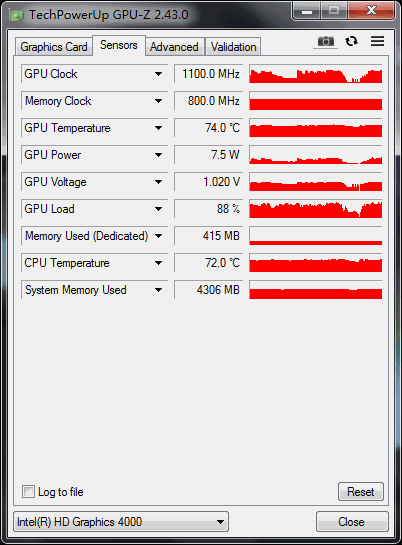 TechPowerUp GPU-Z 2.43.0
Graphics Card Sensors Advanced Validation
GPU Clock 1100.0 MHz
Memory Clock 800.0 MHz
GPU Temperature 74.0 °C
GPU Power 7.5 W
GPU Voltage 1.020 V
GPU Load 88 %
Memory Used (Dedicated) 415 MB
CPU Temperature 72.0 °C
System Memory Used 4306 MB
Log to file Reset
Intel(R) HD Graphics 4000 Close